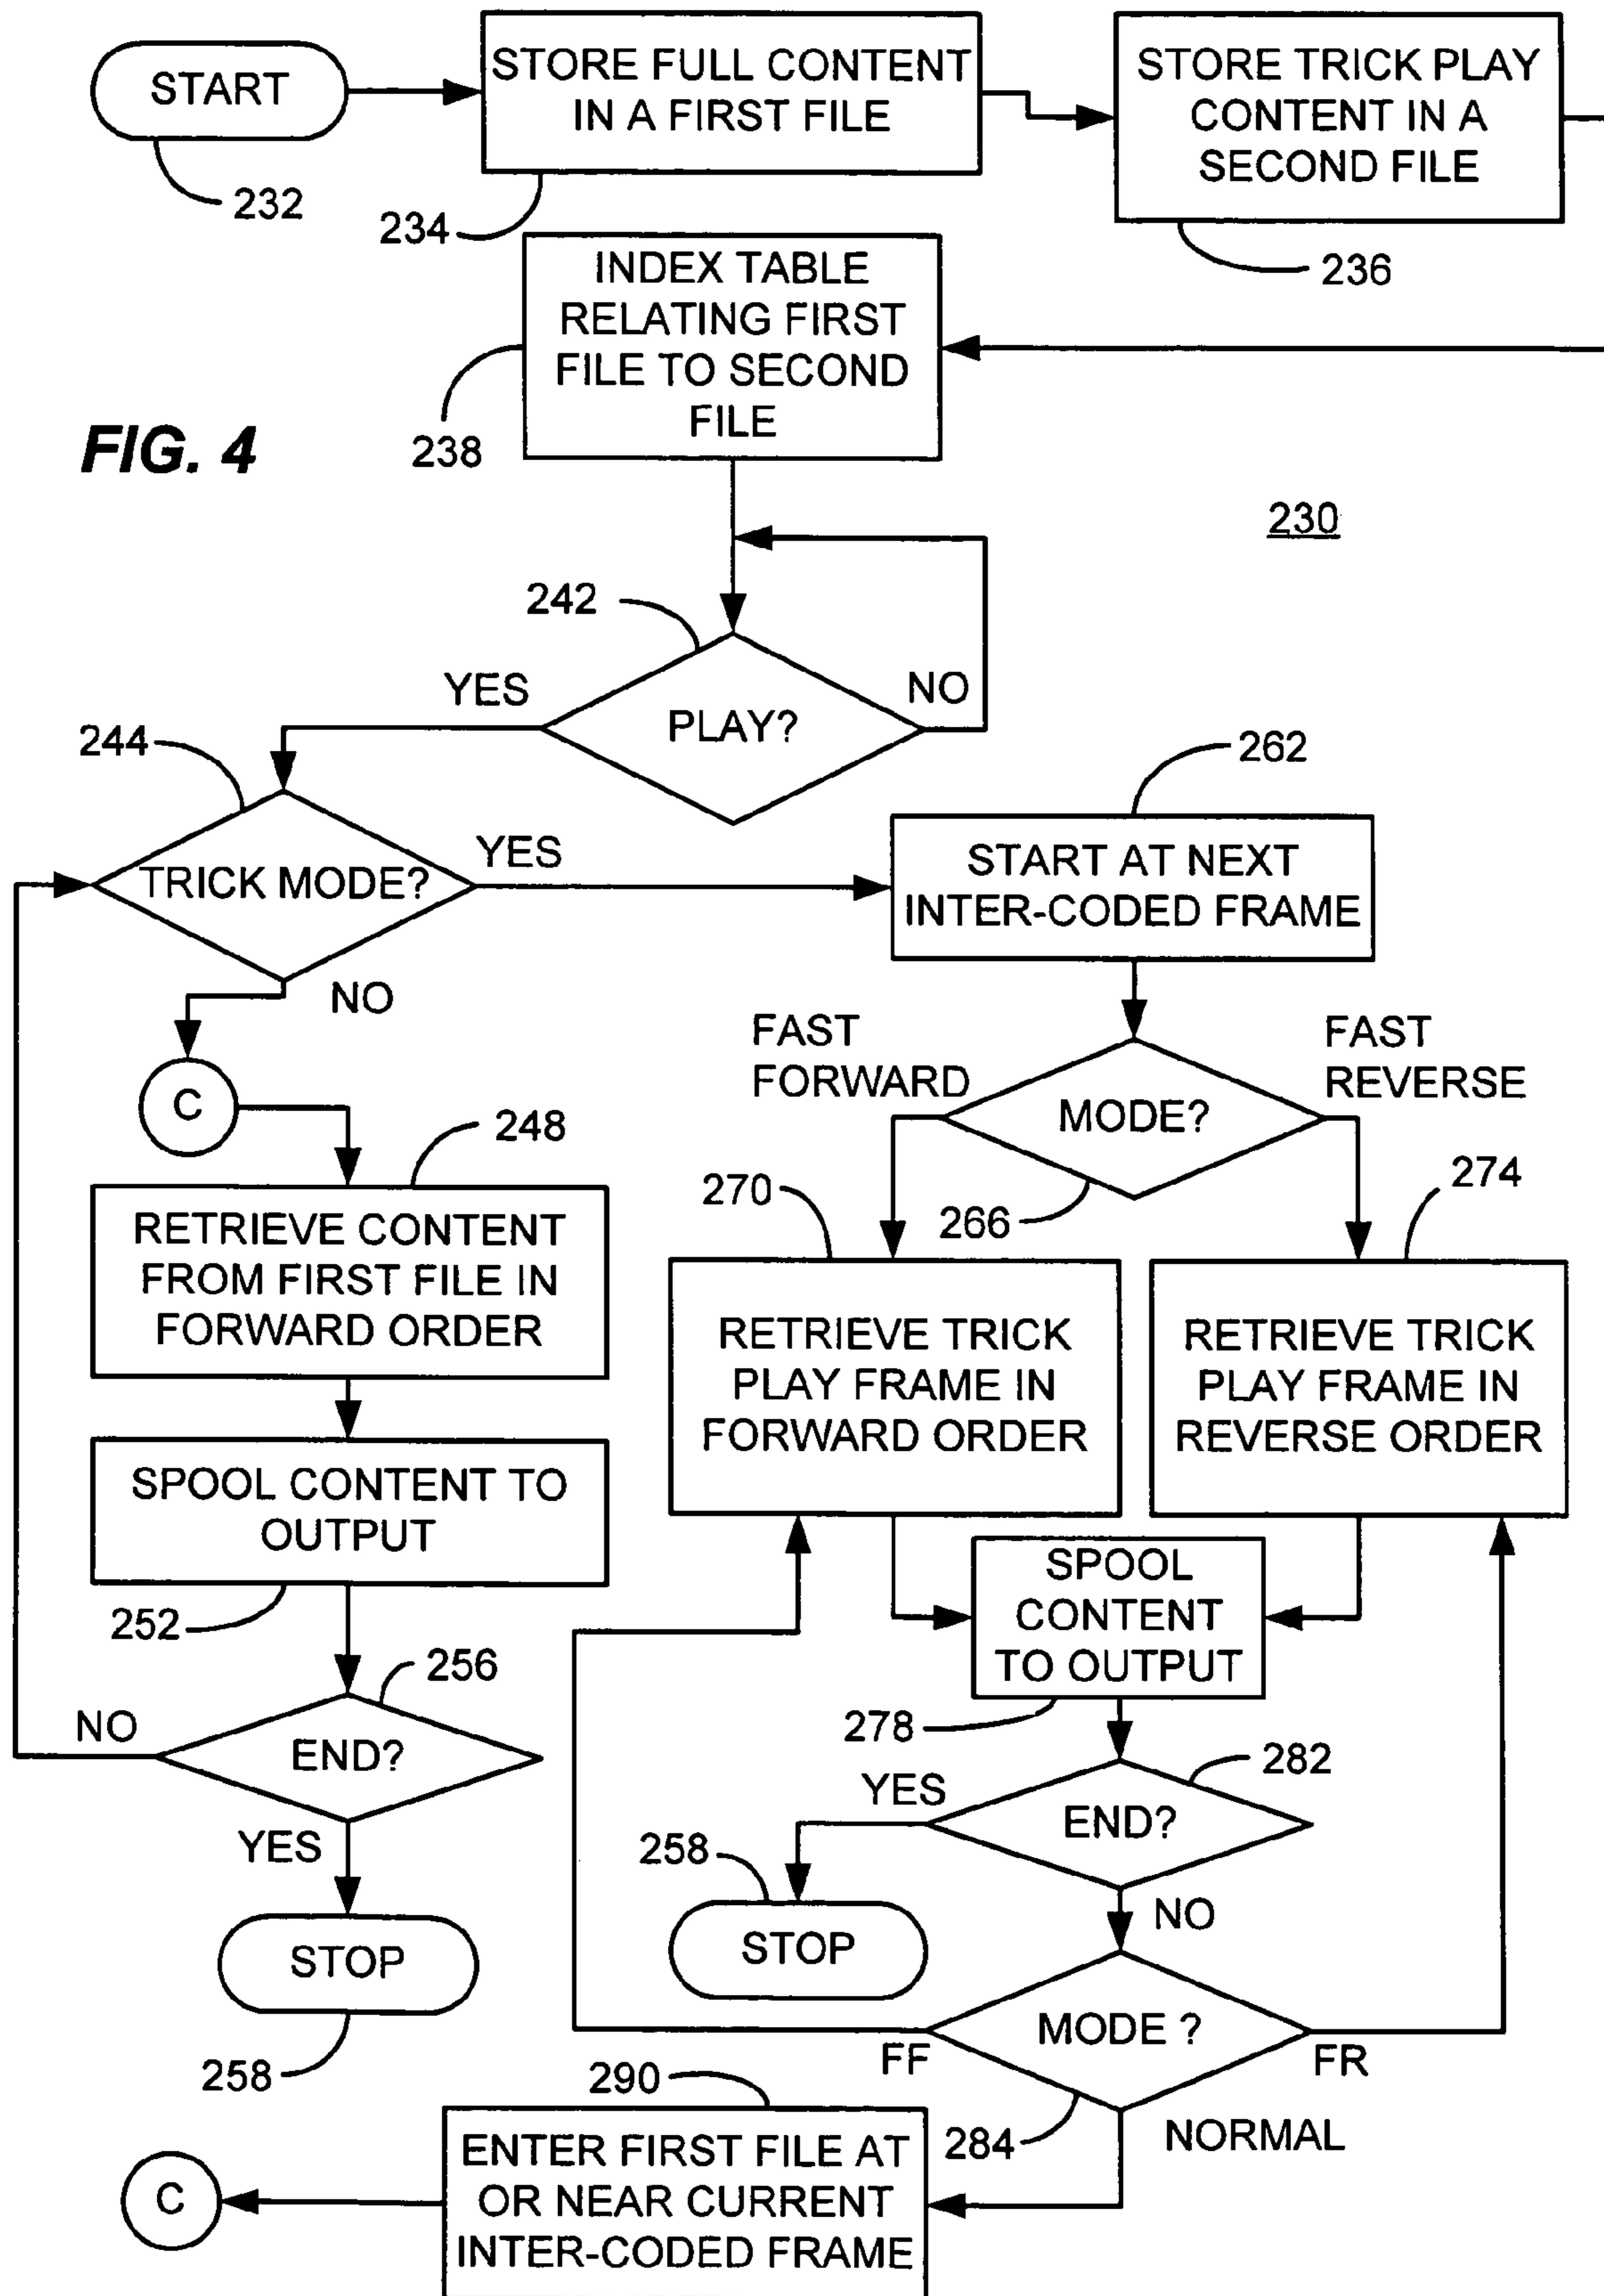 START
232
STORE FULL CONTENT
IN A FIRST FILE
234
STORE TRICK PLAY
CONTENT IN A
SECOND FILE
236
INDEX TABLE
RELATING FIRST
FILE TO SECOND
FILE
238
FIG. 4
230
242
YES
PLAY?
NO
244
TRICK MODE?
YES
NO
262
START AT NEXT
INTER-CODED FRAME
C
248
RETRIEVE CONTENT
FROM FIRST FILE IN
FORWARD ORDER
FAST
FORWARD
MODE?
FAST
REVERSE
266
270
RETRIEVE TRICK
PLAY FRAME IN
FORWARD ORDER
274
RETRIEVE TRICK
PLAY FRAME IN
REVERSE ORDER
SPOOL CONTENT TO
OUTPUT
252
256
NO
END?
YES
STOP
258
SPOOL
CONTENT
TO OUTPUT
278
282
YES
END?
NO
258
STOP
MODE ?
FF
FR
284
NORMAL
290
ENTER FIRST FILE AT
OR NEAR CURRENT
INTER-CODED FRAME
C